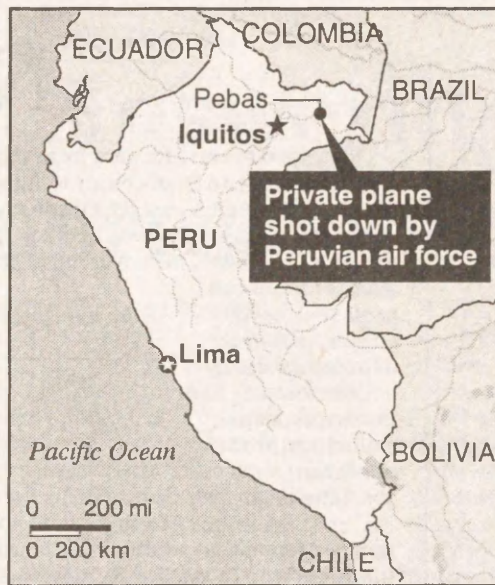 COLOMBIA
ECUADOR
BRAZIL
Pebas
Iquitos
Private plane
shot down by
Peruvian air force
PERU
Lima
Pacific Ocean
BOLIVIA
0 200 mi
0 200 km
CHILE